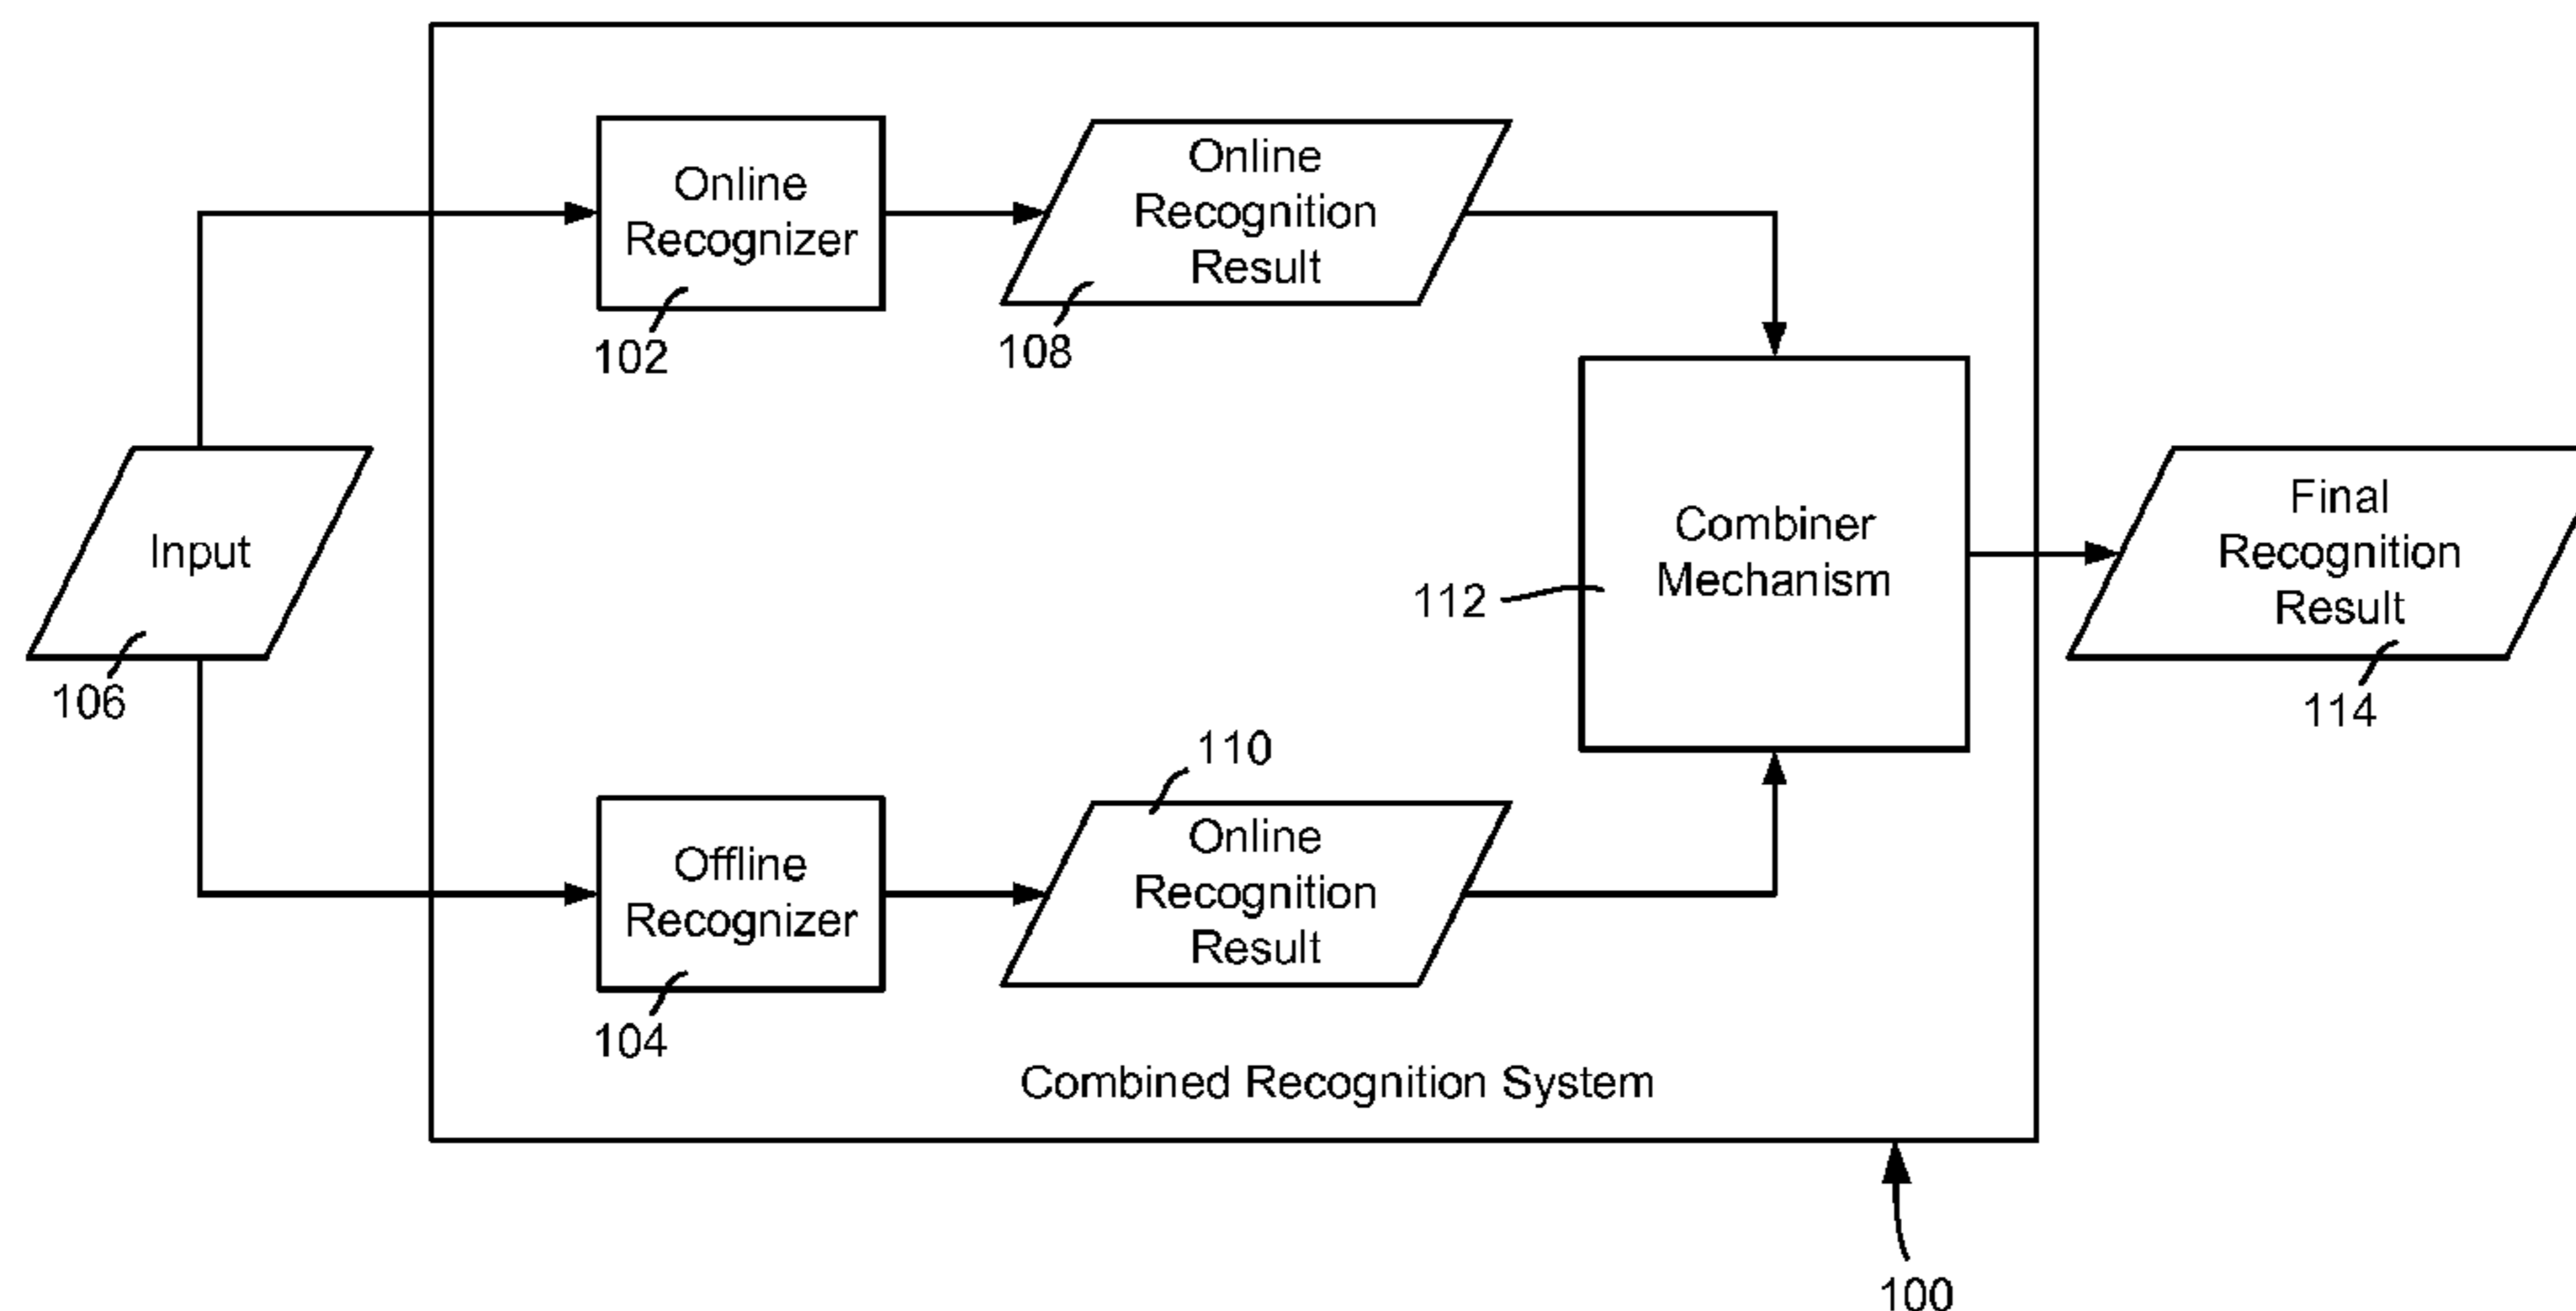 Online
Recognizer
102
Online
Recognition
Result
108
Input
106
Combiner
Mechanism
112
Final
Recognition
Result
114
Offline
Recognizer
104
110
Online
Recognition
Result
Combined Recognition System
100